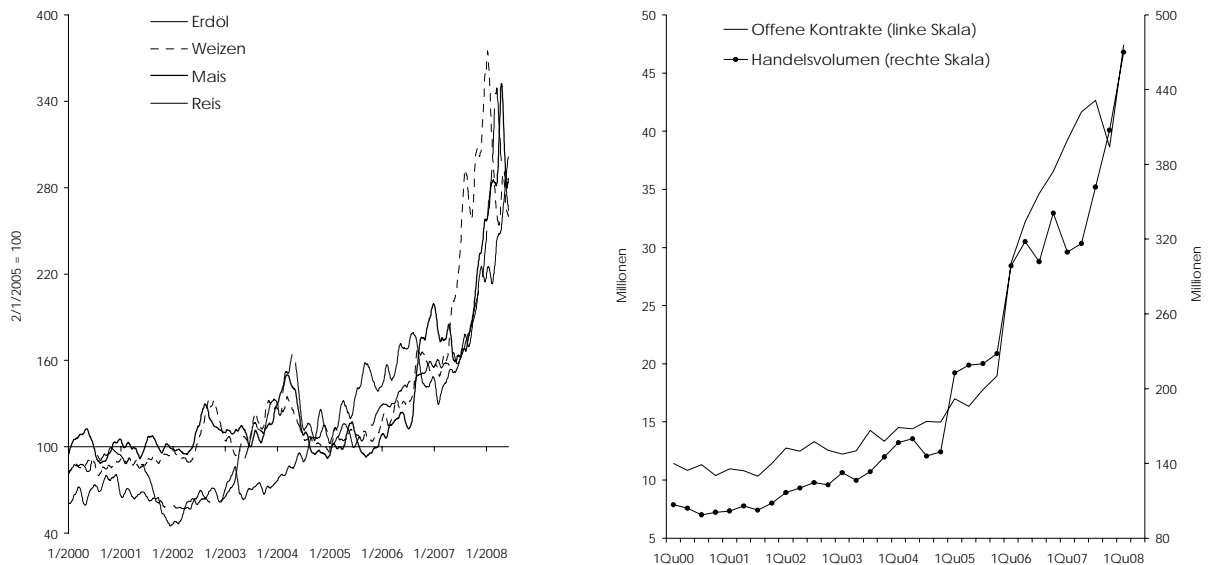 400
340
280
220
160
100
40
2/1/2005 = 100
Erdöl
Weizen
Mais
Reis
1/2000 1/2001 1/2002 1/2003 1/2004 1/2005 1/2006 1/2007 1/2008
50
45
40
35
30
25
20
15
10
5
Millionen
Offene Kontrakte (linke Skala)
Handelsvolumen (rechte Skala)
500
440
380
320
260
200
140
80
Millionen
1Qu00 1Qu01 1Qu02 1Qu03 1Qu04 1Qu05 1Qu06 1Qu07 1Qu08